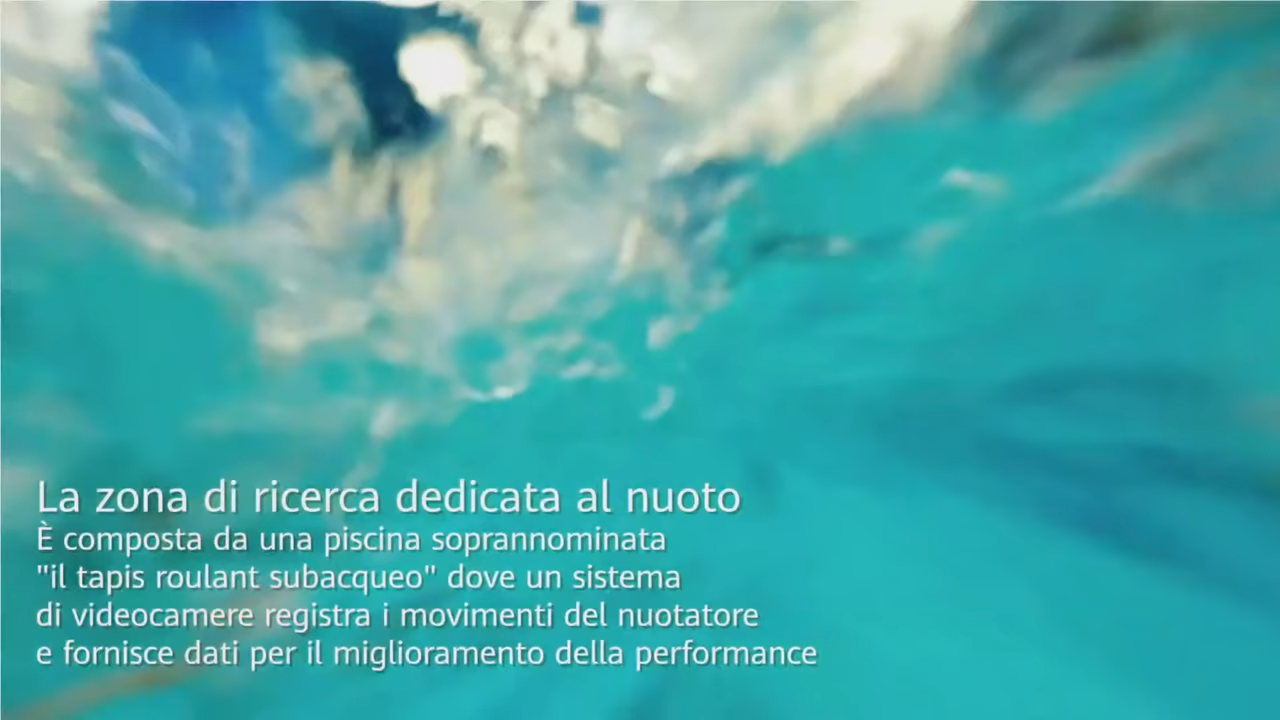 La zona di ricerca dedicata al nuoto
È composta da una piscina soprannominata
"il tapis roulant subacqueo" dove un sistema
di videocamere registra i movimenti del nuotatore
e fornisce dati per il miglioramento della performance